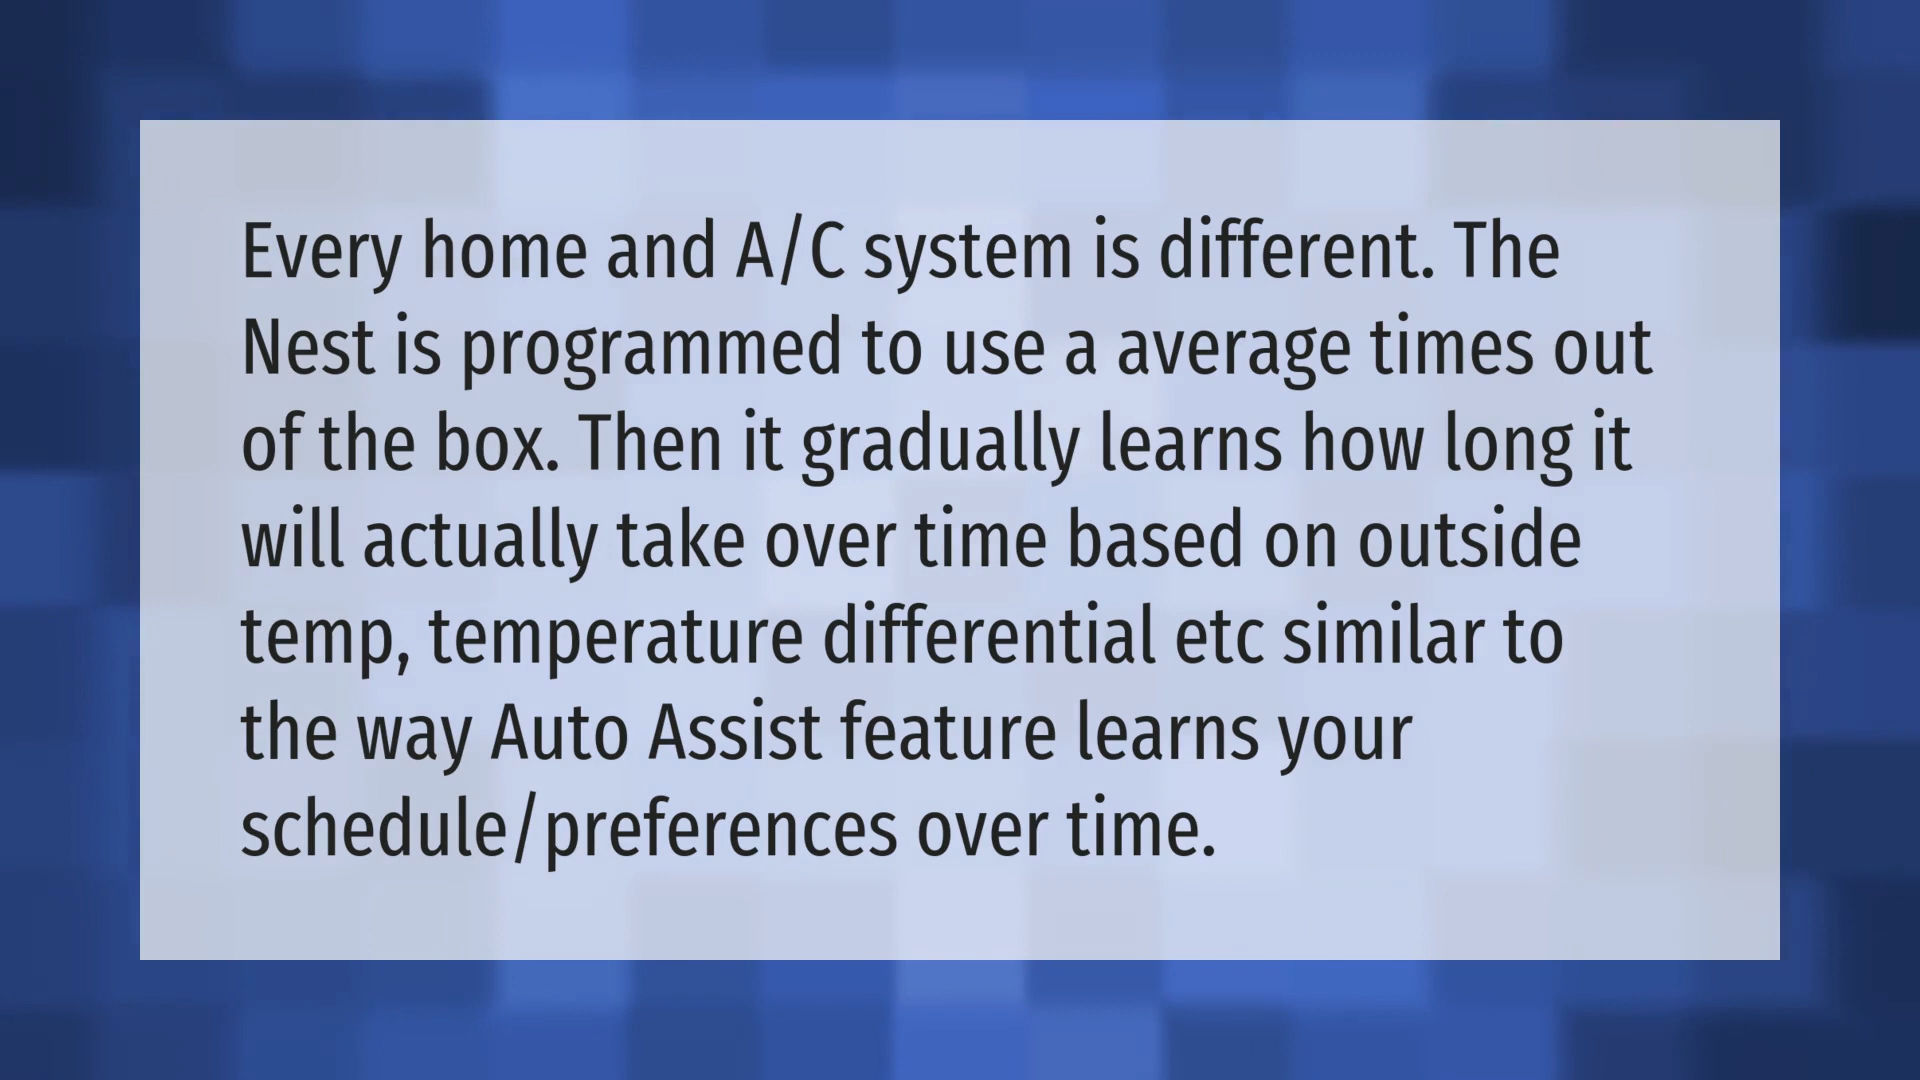 Every home and A/C system is different. The
Nest is programmed to use a average times out
of the box. Then it gradually learns how long it
will actually take over time based on outside
temp, temperature differential etc similar to
the way Auto Assist feature learns your
schedule/preferences over time.